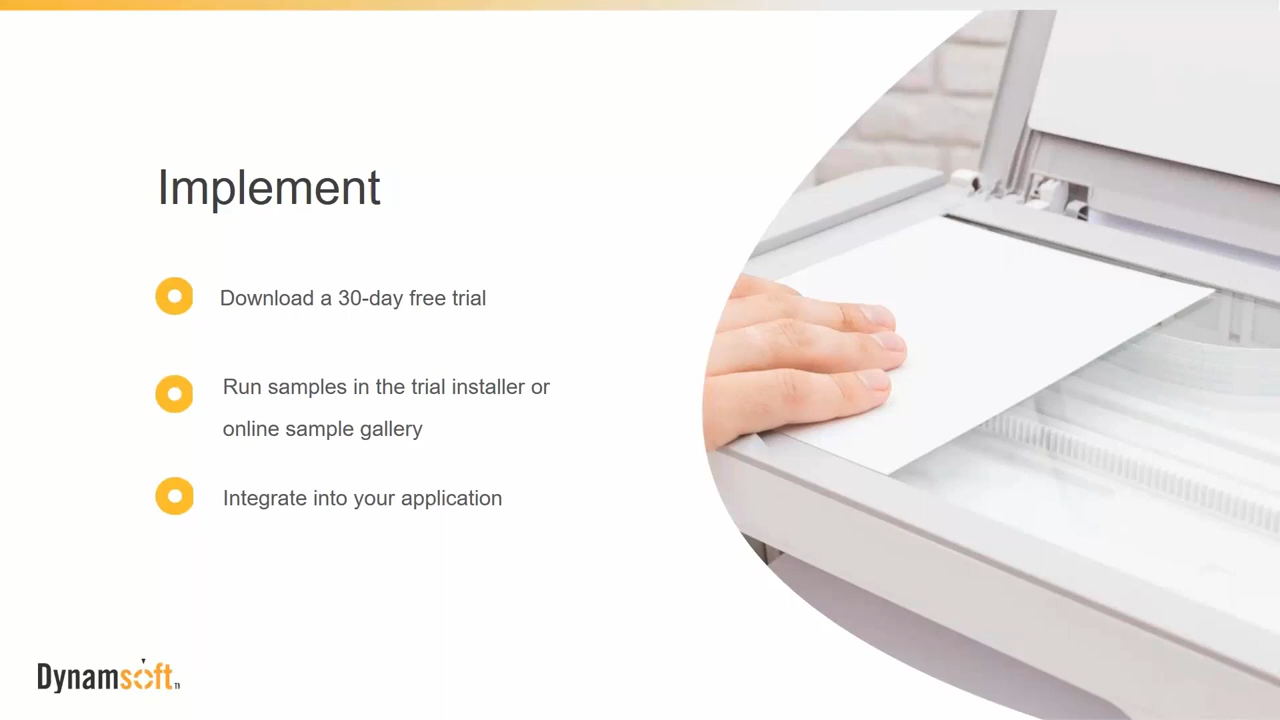 Implement
Download a 30-day free trial
Run samples in the trial installer or
online sample gallery
Integrate into your application
Dynamsoft